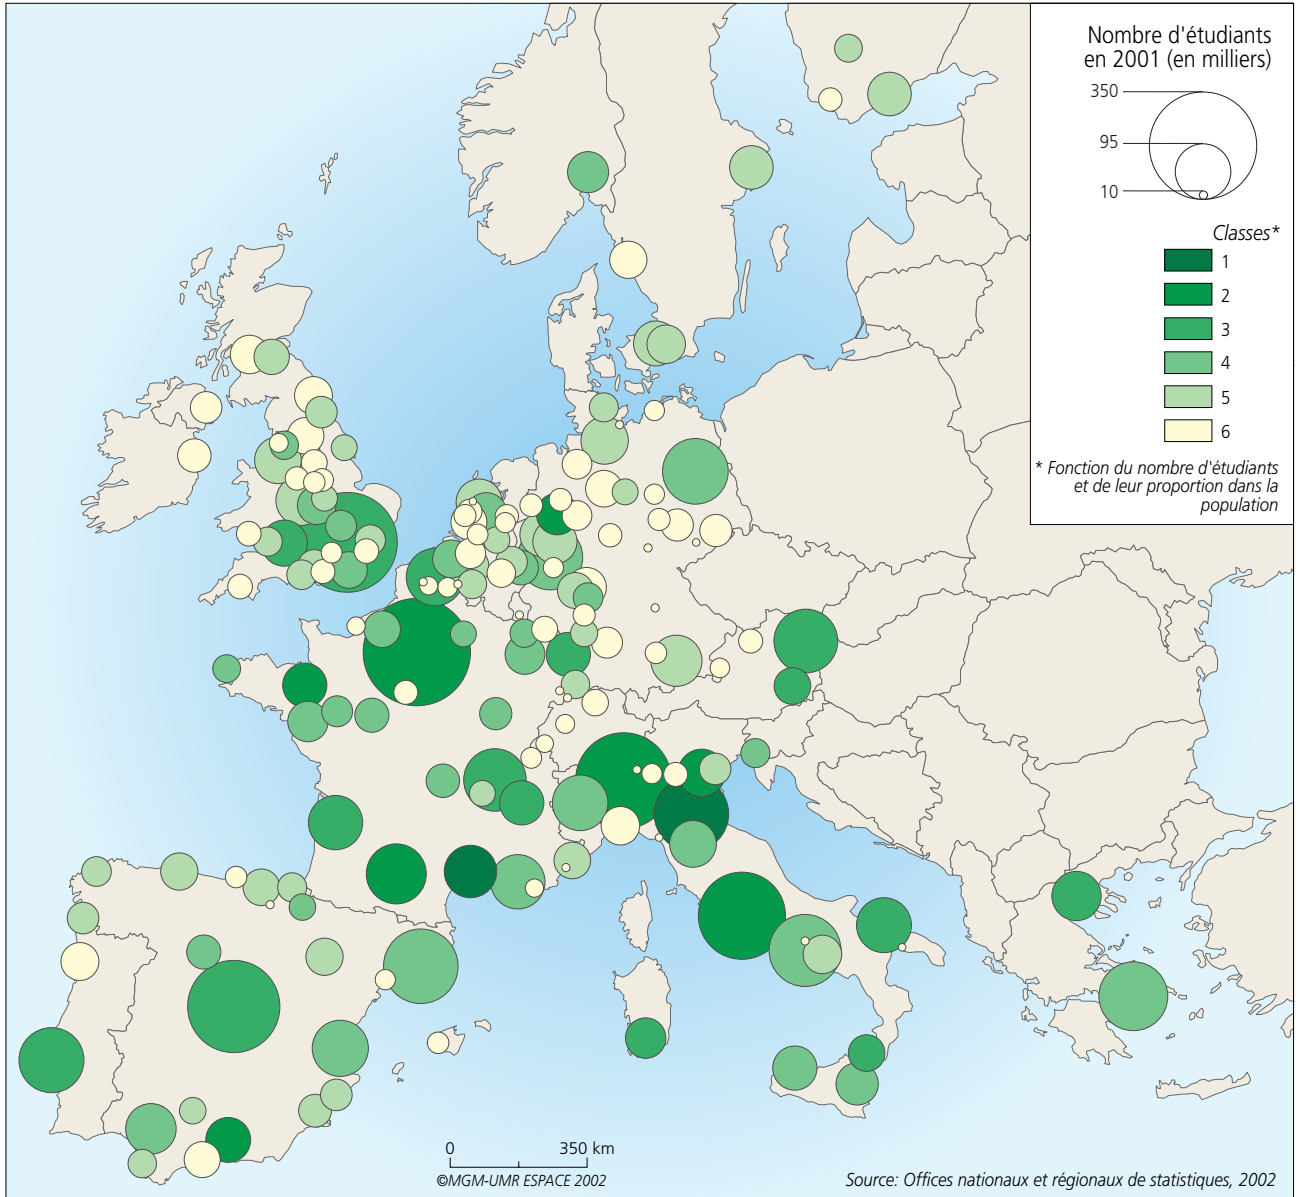 Nombre d'étudiants
en 2001 (en milliers)
350
95
10
Classes*
1
2
3
4
5
6
* Fonction du nombre d'étudiants
et de leur proportion dans la
population
0 350 km
©MGM-UMR ESPACE 2002
Source: Offices nationaux et régionaux de statistiques, 2002